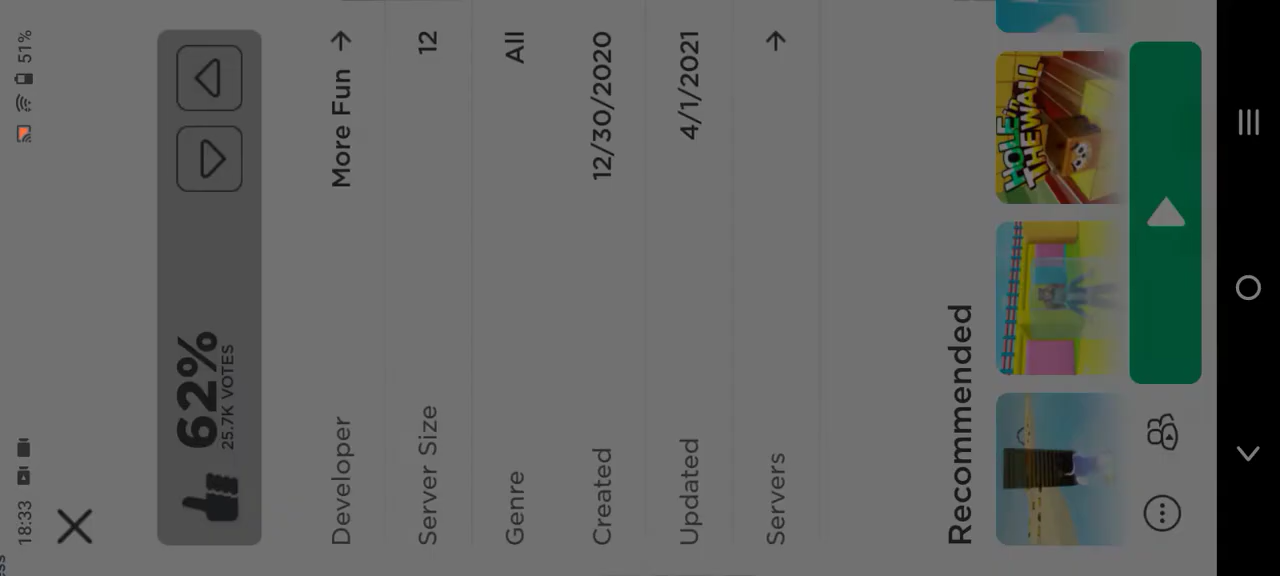 18:33 51%
62%
25.7K VOTES
Developer More Fun
Server Size 12
Genre All
Created 12/30/2020
Updated 4/1/2021
Servers
Recommended
HOLE in THE WALL